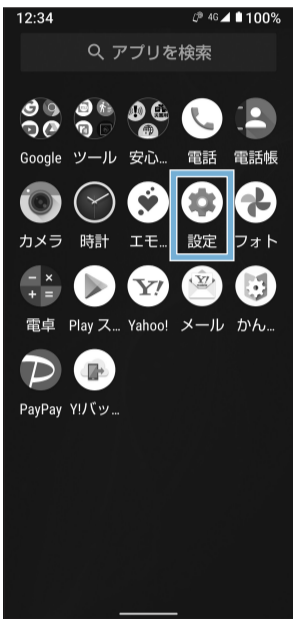 12:34 4G 100%
アプリを検索
Google ツール 安心... 電話 電話帳
カメラ 時計 エモ... 設定 フォト
Y!
Y!
電卓 Play ス... Yahoo! メール かん...
PayPay Y!バッ...